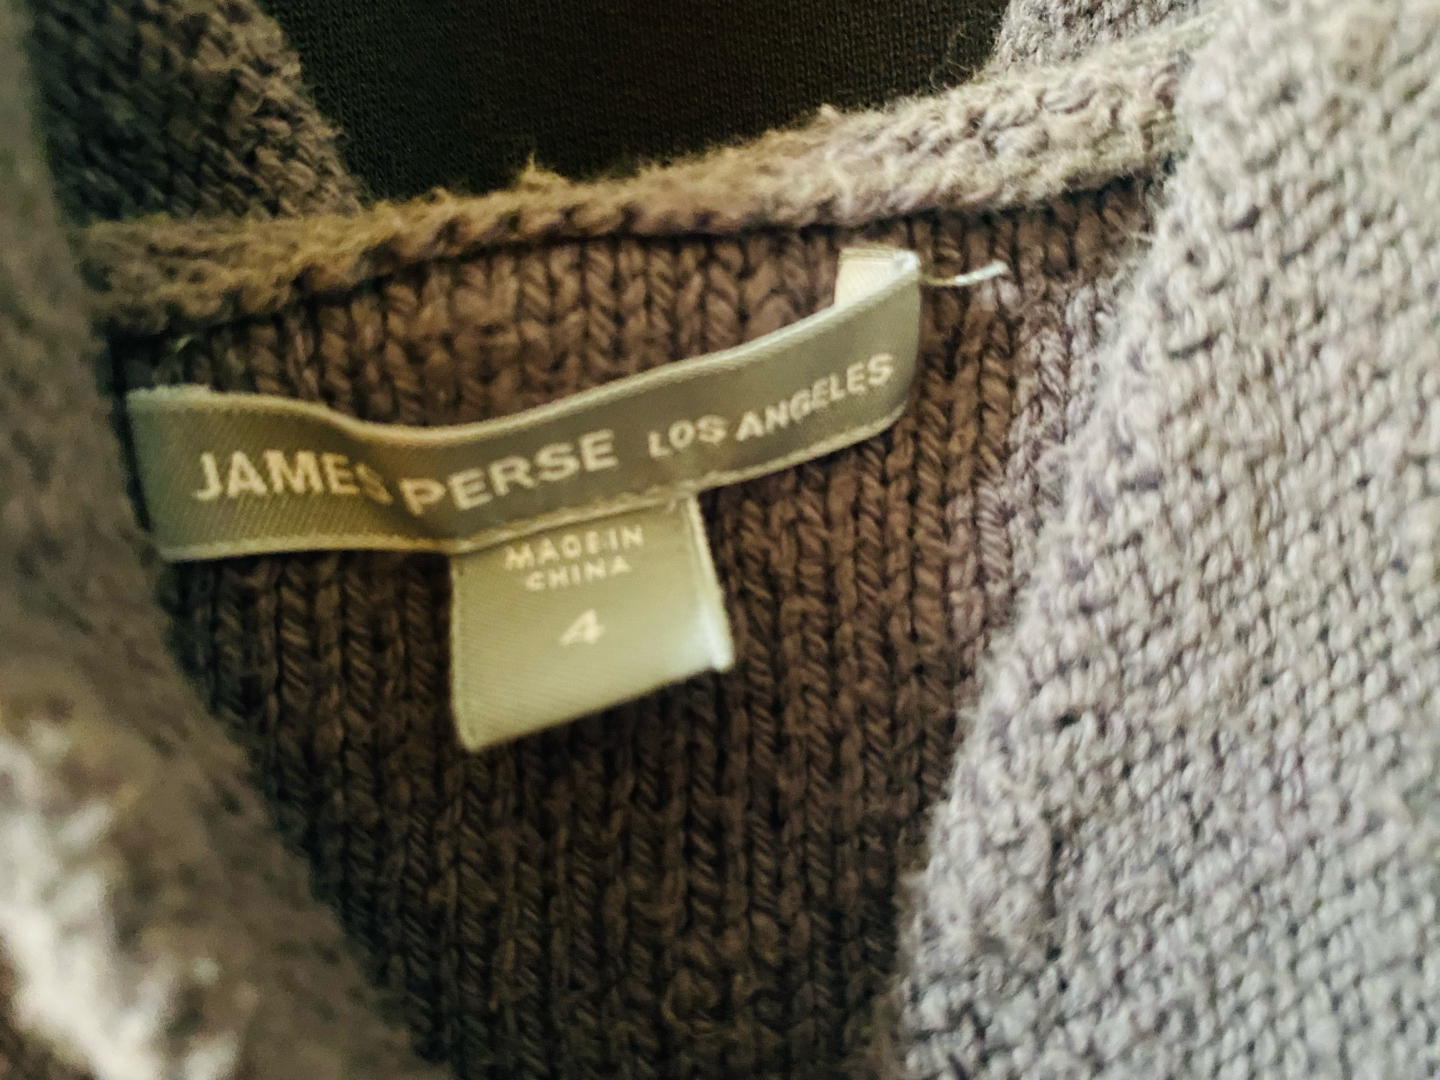 JAMES PERSE LOS ANGELES
MADE IN
CHINA
4